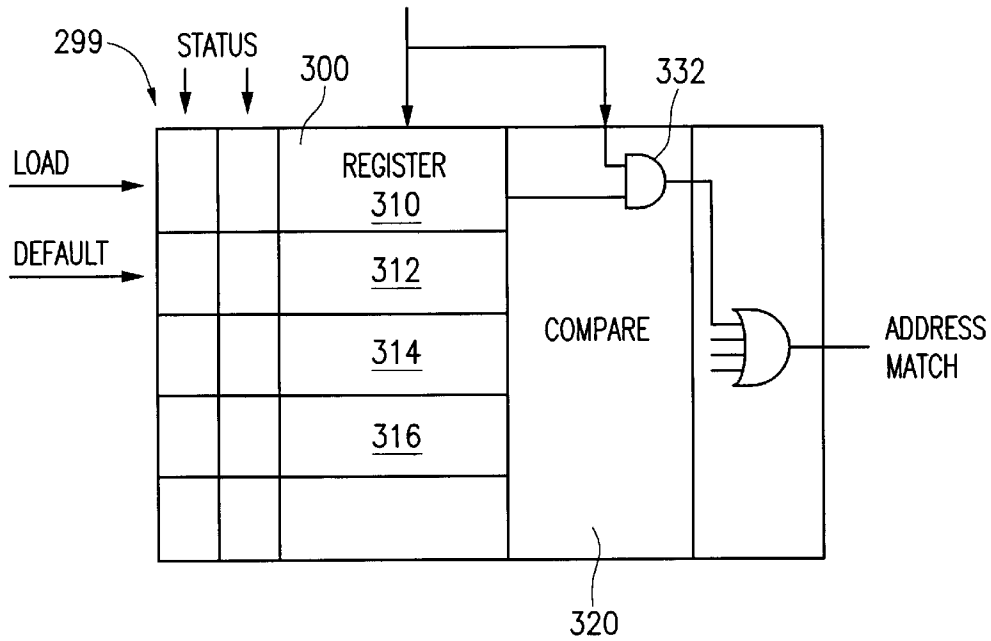 299
STATUS
300
332
LOAD
REGISTER
310
DEFAULT
312
COMPARE
ADDRESS
MATCH
314
316
320